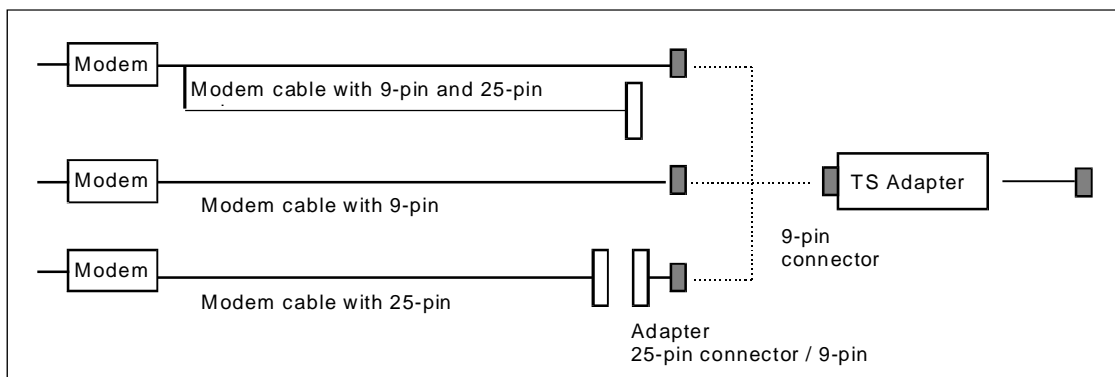 Modem
Modem cable with 9-pin and 25-pin
Modem
Modem cable with 9-pin
TS Adapter
9-pin
connector
Modem
Modem cable with 25-pin
Adapter
25-pin connector / 9-pin